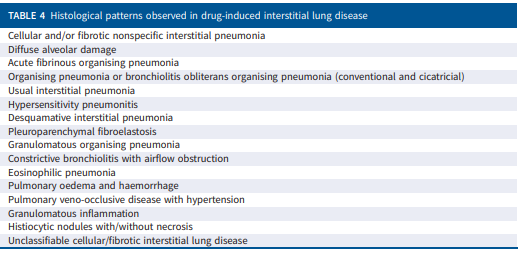 TABLE 4 Histological patterns observed in drug-induced interstitial lung disease
Cellular and/or fibrotic nonspecific interstitial pneumonia
Diffuse alveolar damage
Acute fibrinous organising pneumonia
Organising pneumonia or bronchiolitis obliterans organising pneumonia (conventional and cicatricial)
Usual interstitial pneumonia
Hypersensitivity pneumonitis
Desquamative interstitial pneumonia
Pleuroparenchymal fibroelastosis
Granulomatous organising pneumonia
Constrictive bronchiolitis with airflow obstruction
Eosinophilic pneumonia
Pulmonary oedema and haemorrhage
Pulmonary veno-occlusive disease with hypertension
Granulomatous inflammation
Histiocytic nodules with/without necrosis
Unclassifiable cellular/fibrotic interstitial lung disease